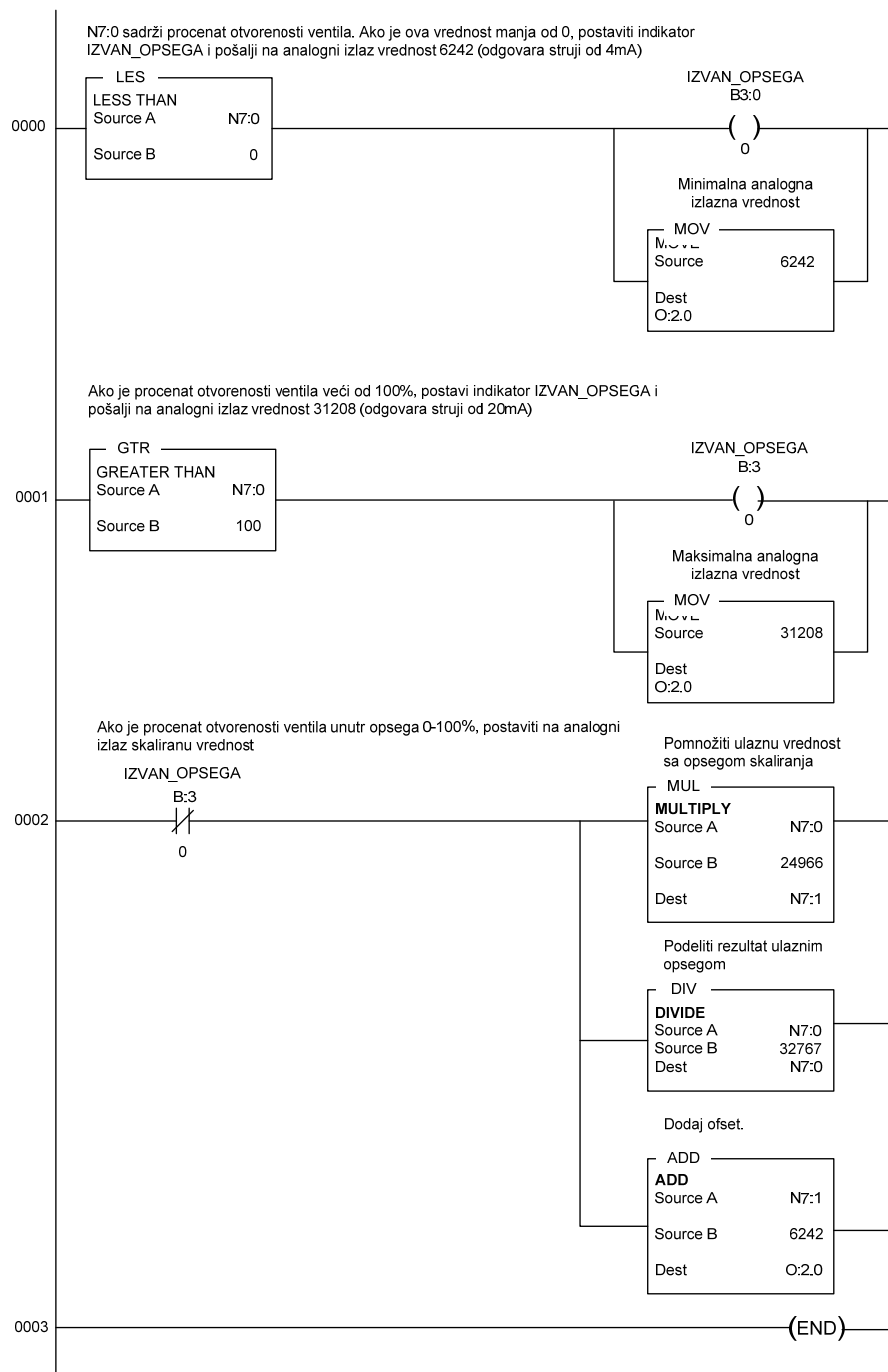 N7:0 sadrži procenat otvorenosti ventila. Ako je ova vrednost manja od 0, postaviti indikator
IZVAN_OPSEGA i pošalji na analogni izlaz vrednost 6242 (odgovara struji od 4mA)
LES
LESS THAN
Source A N7:0
Source B 0
0000
IZVAN_OPSEGA
B3:0
( )
0
Minimalna analogna
izlazna vrednost
MOV
Source 6242
Dest
O:2.0
Ako je procenat otvorenosti ventila veći od 100%, postavi indikator IZVAN_OPSEGA i
pošalji na analogni izlaz vrednost 31208 (odgovara struji od 20mA)
GTR
GREATER THAN
Source A N7:0
Source B 100
0001
IZVAN_OPSEGA
B:3
( )
0
Maksimalna analogna
izlazna vrednost
MOV
Source 31208
Dest
O:2.0
Ako je procenat otvorenosti ventila unutr opsega 0-100%, postaviti na analogni
izlaz skaliranu vrednost
IZVAN_OPSEGA
B:3
0002
0
Pomnožiti ulaznu vrednost
sa opsegom skaliranja
MUL
MULTIPLY
Source A N7:0
Source B 24966
Dest N7:1
Podeliti rezultat ulaznim
opsegom
DIV
DIVIDE
Source A N7:0
Source B 32767
Dest N7:0
Dodaj ofset.
ADD
ADD
Source A N7:1
Source B 6242
Dest O:2.0
0003
(END)